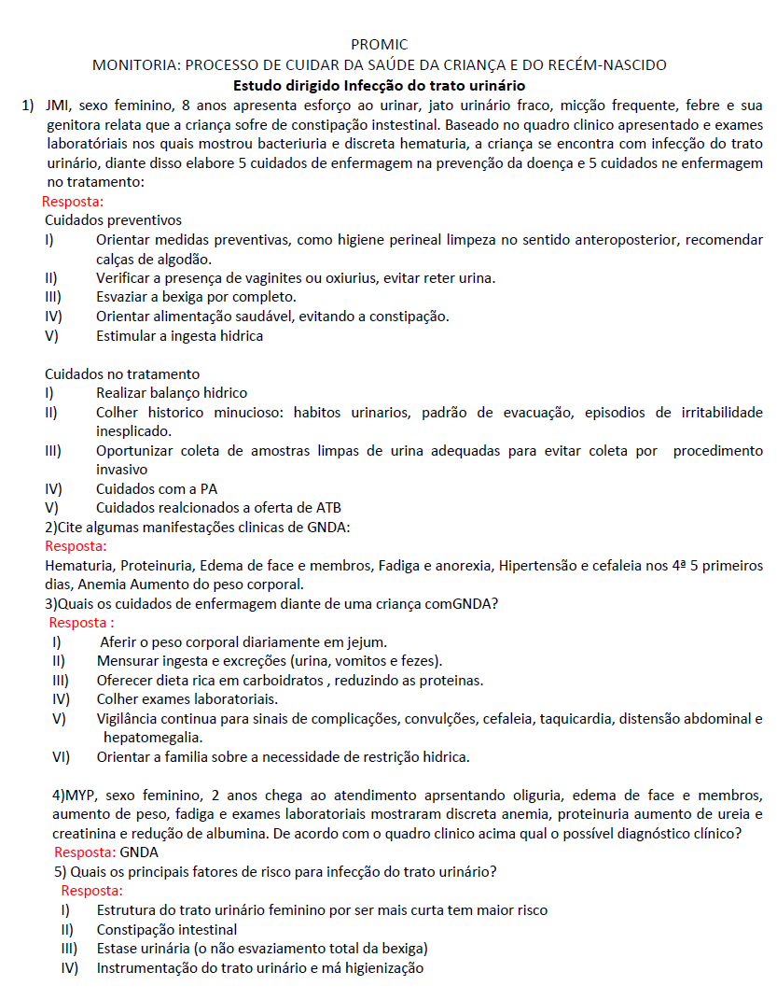 PROMIC
MONITORIA: PROCESSO DE CUIDAR DA SAÚDE DA CRIANÇA E DO RECÉM-NASCIDO
Estudo dirigido Infecção do trato urinário
1) JMI, sexo feminino, 8 anos apresenta esforço ao urinar, jato urinário fraco, micção frequente, febre e sua
genitora relata que a criança sofre de constipação instestinal. Baseado no quadro clinico apresentado e exames
laboratóriais nos quais mostrou bacteriuria e discreta hematuria, a criança se encontra com infecção do trato
urinário, diante disso elabore 5 cuidados de enfermagem na prevenção da doença e 5 cuidados ne enfermagem
no tratamento:
Resposta:
Cuidados preventivos
I) Orientar medidas preventivas, como higiene perineal limpeza no sentido anteroposterior, recomendar
calças de algodão.
II) Verificar a presença de vaginites ou oxiurius, evitar reter urina.
III) Esvaziar a bexiga por completo.
IV) Orientar alimentação saudável, evitando a constipação.
V) Estimular a ingesta hidrica
Cuidados no tratamento
I) Realizar balanço hidrico
II) Colher historico minucioso: habitos urinarios, padrão de evacuação, episodios de irritabilidade
inesplicado.
III) Oportunizar coleta de amostras limpas de urina adequadas para evitar coleta por procedimento
invasivo
IV) Cuidados com a PA
V) Cuidados realcionados a oferta de ATB
2)Cite algumas manifestações clinicas de GNDA:
Resposta:
Hematuria, Proteinuria, Edema de face e membros, Fadiga e anorexia, Hipertensão e cefaleia nos 4ª 5 primeiros
dias, Anemia Aumento do peso corporal.
3)Quais os cuidados de enfermagem diante de uma criança comGNDA?
Resposta :
I) Aferir o peso corporal diariamente em jejum.
II) Mensurar ingesta e excreções (urina, vomitos e fezes).
III) Oferecer dieta rica em carboidratos , reduzindo as proteinas.
IV) Colher exames laboratoriais.
V) Vigilância continua para sinais de complicações, convulções, cefaleia, taquicardia, distensão abdominal e
hepatomegalia.
VI) Orientar a familia sobre a necessidade de restrição hidrica.
4)MYP, sexo feminino, 2 anos chega ao atendimento aprsentando oliguria, edema de face e membros,
aumento de peso, fadiga e exames laboratoriais mostraram discreta anemia, proteinuria aumento de ureia e
creatinina e redução de albumina. De acordo com o quadro clinico acima qual o possível diagnóstico clínico?
Resposta: GNDA
5) Quais os principais fatores de risco para infecção do trato urinário?
Resposta:
I) Estrutura do trato urinário feminino por ser mais curta tem maior risco
II) Constipação intestinal
III) Estase urinária (o não esvaziamento total da bexiga)
IV) Instrumentação do trato urinário e má higienização